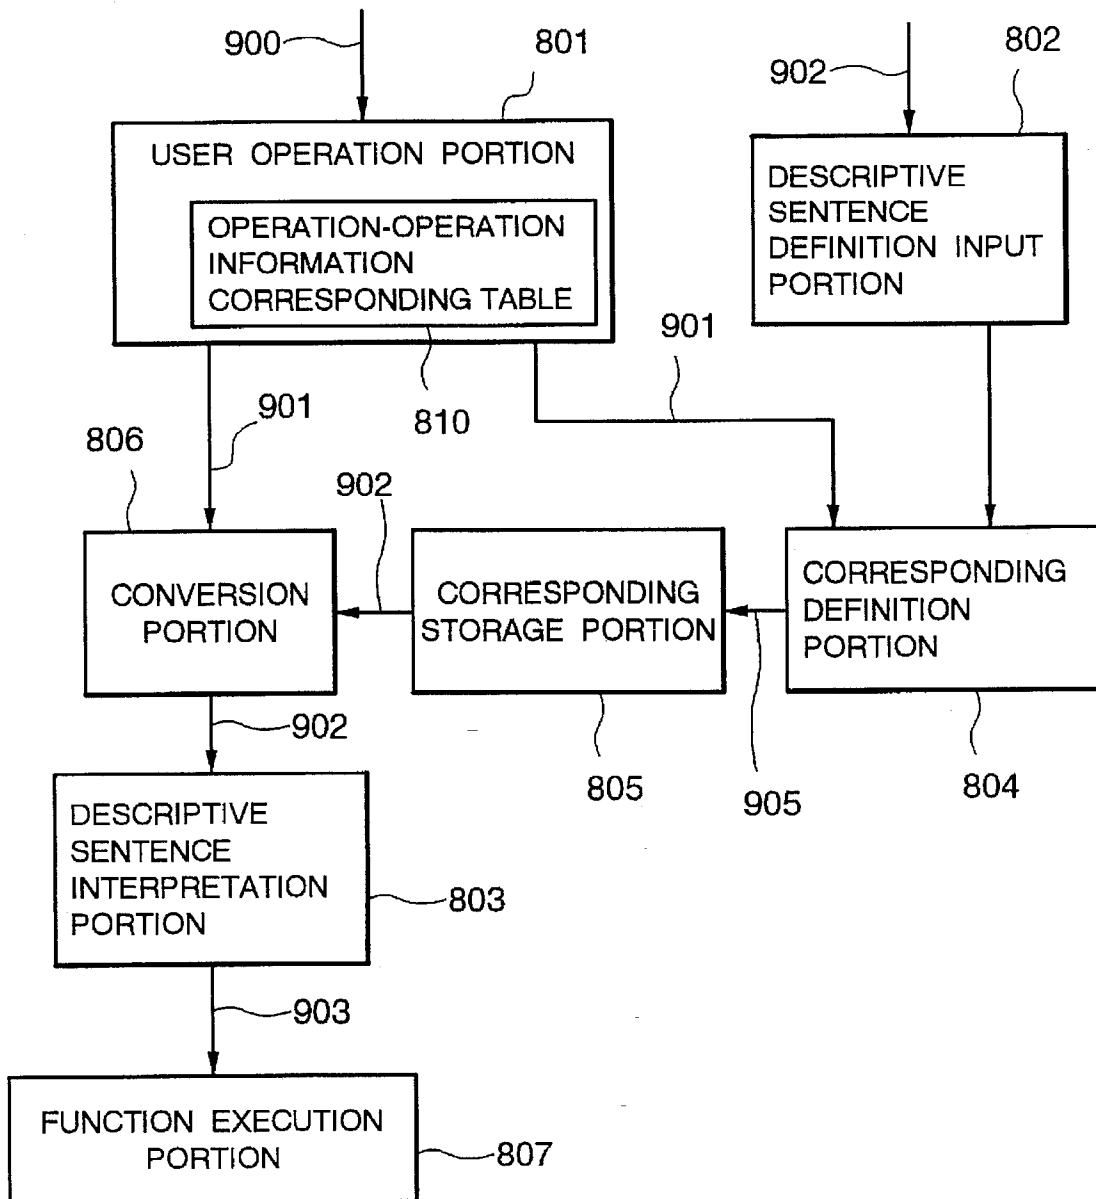 900
801
802
902
USER OPERATION PORTION
OPERATION-OPERATION
INFORMATION
CORRESPONDING TABLE
DESCRIPTIVE
SENTENCE
DEFINITION INPUT
PORTION
901
901
810
806
902
CONVERSION
PORTION
CORRESPONDING
STORAGE PORTION
CORRESPONDING
DEFINITION
PORTION
902
805
905
804
DESCRIPTIVE
SENTENCE
INTERPRETATION
PORTION
803
903
FUNCTION EXECUTION
PORTION
807